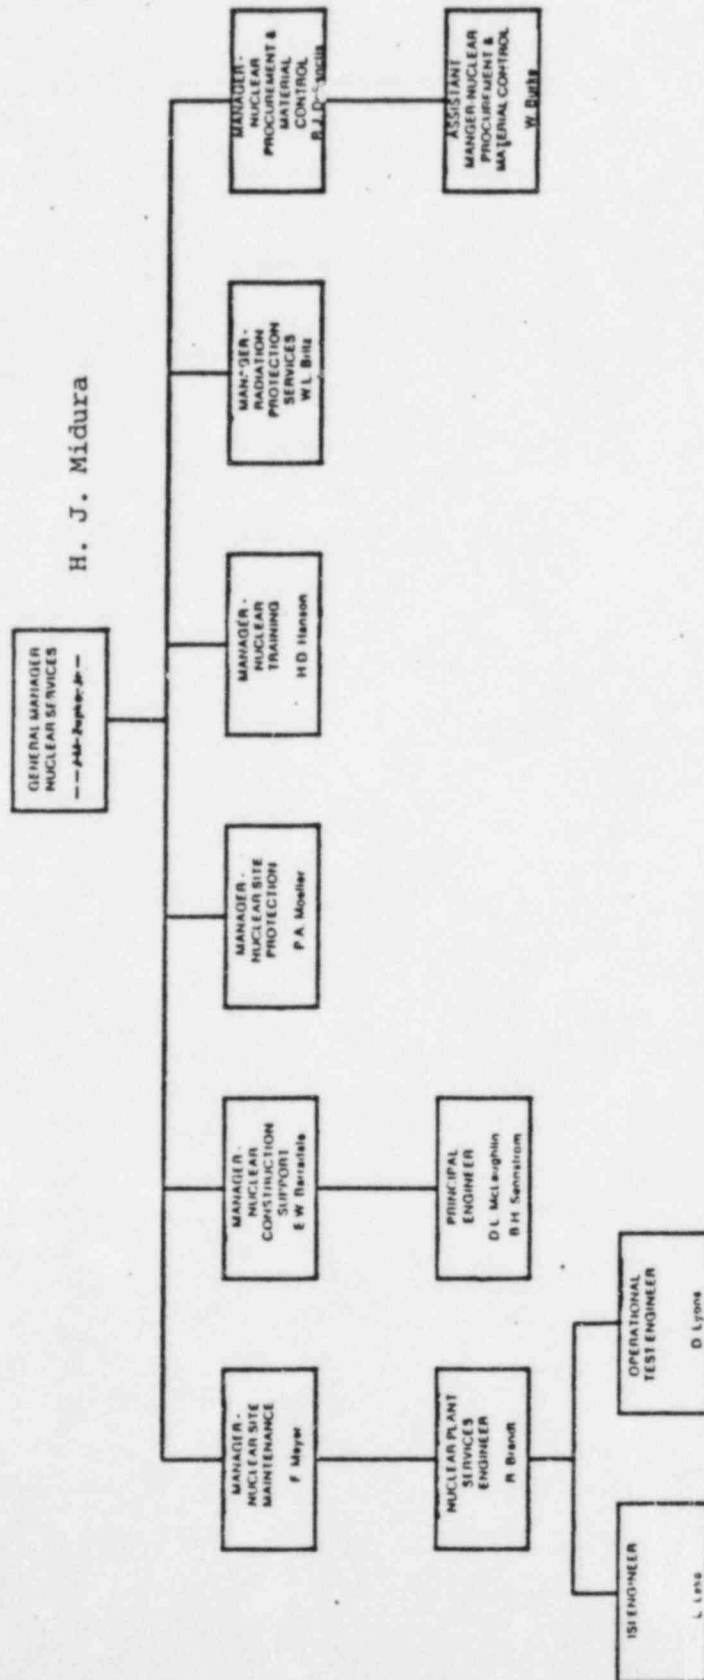 GENERAL MANAGER
NUCLEAR SERVICES
H. J. Midura
MANAGER -
NUCLEAR SITE
MAINTENANCE
F Meyer
MANAGER -
NUCLEAR
CONSTRUCTION
SUPPORT
E W Barradale
MANAGER -
NUCLEAR SITE
PROTECTION
P A Moeller
MANAGER -
NUCLEAR
TRAINING
H D Hanson
RADIATION
PROTECTION
SERVICES
W L Britz
MANAGER -
NUCLEAR
PROCUREMENT &
MATERIAL
CONTROL
NUCLEAR PLANT
SERVICES
ENGINEER
R Brandt
PRINCIPAL
ENGINEER
D L McLaughlin
B H Sennstrom
ASSISTANT
MANGER-NUCLEAR
PROCUREMENT &
MATERIAL CONTROL
W Burke
ISI ENGINEER
OPERATIONAL
TEST ENGINEER
D Lyons